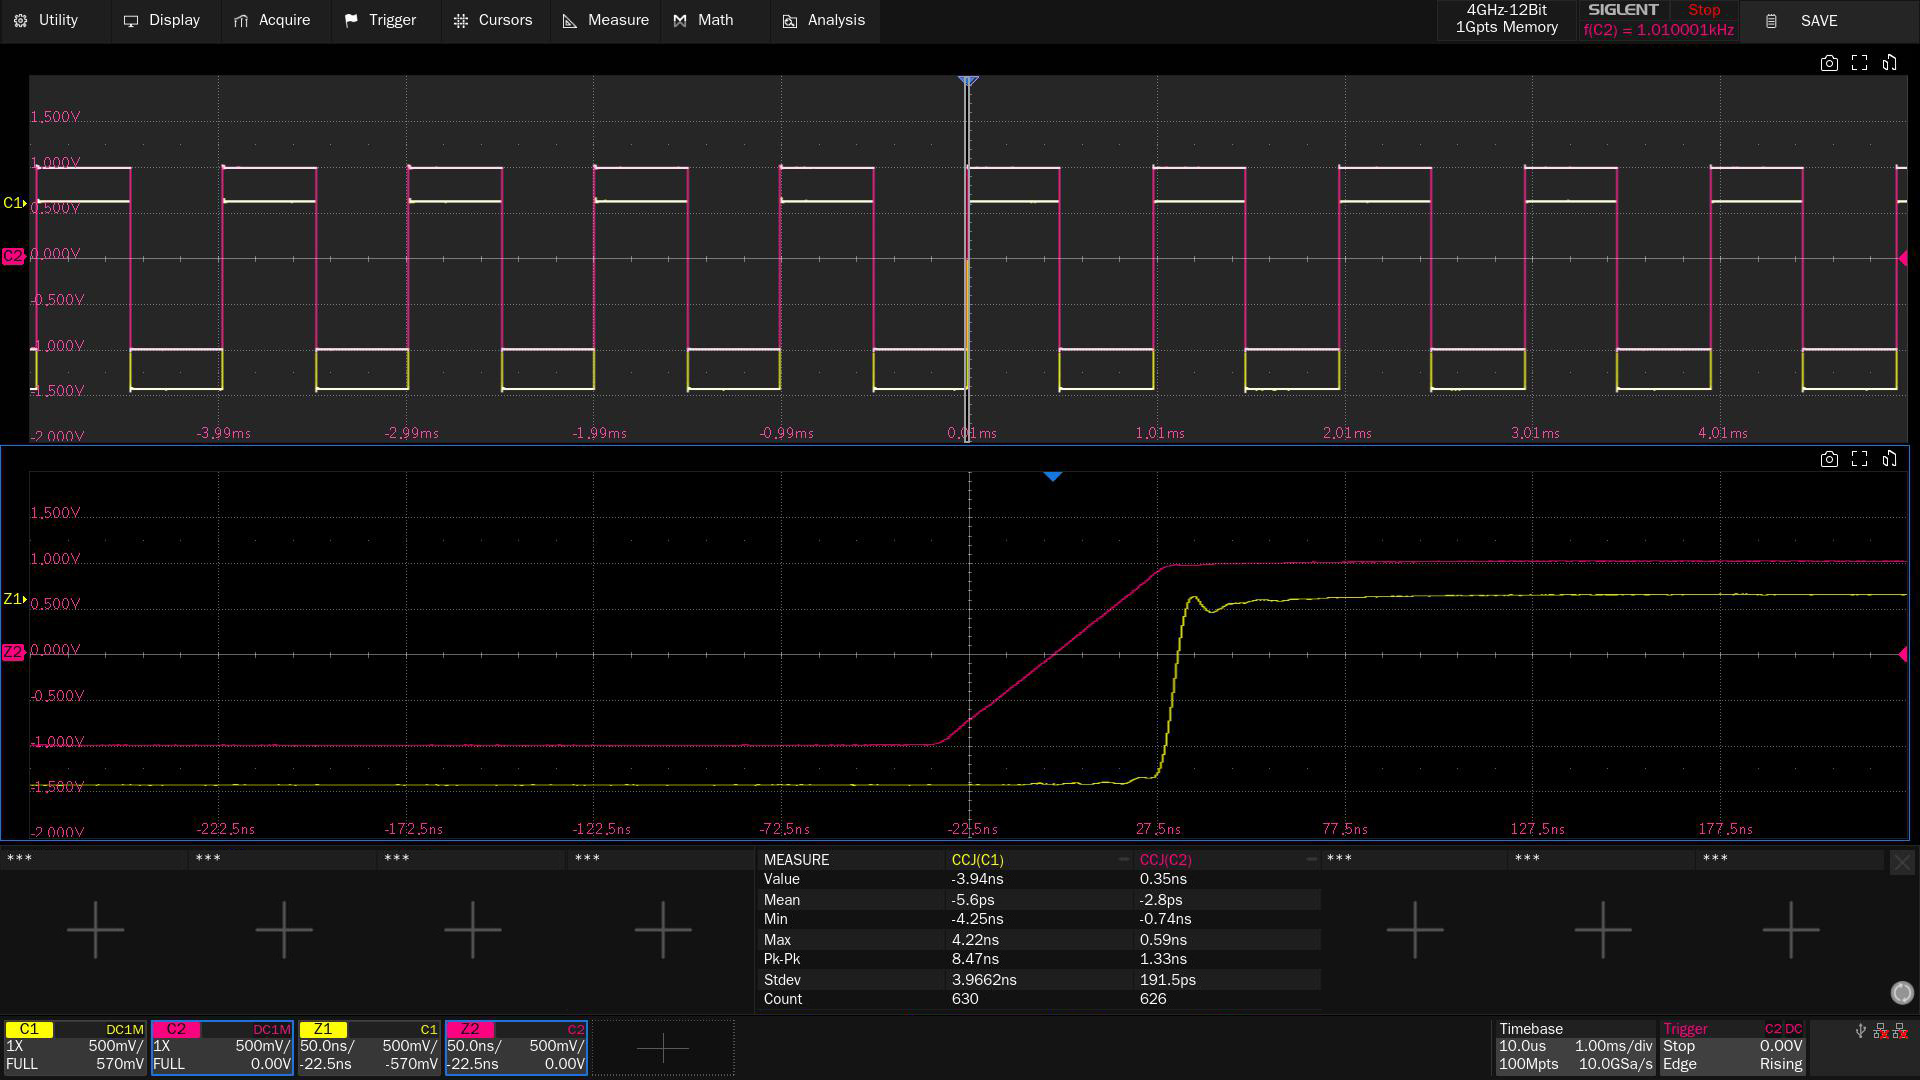 Utility Display Acquire Trigger Cursors Measure Math Analysis
4GHz-12Bit
1Gpts Memory
SIGLENT Stop
f(C2) = 1.010001kHz
SAVE
1.500V
1.000V
C1
0.500V
C2 0.000V
-0.500V
-1.000V
-1.500V
-2.000V
-3.99ms -2.99ms -1.99ms -0.99ms 0.01ms 1.01ms 2.01ms 3.01ms 4.01ms
1.500V
1.000V
Z1 0.500V
Z2 0.000V
-0.500V
-1.000V
-1.500V
-2.000V
-222.5ns -172.5ns -122.5ns -72.5ns -22.5ns 27.5ns 77.5ns 127.5ns 177.5ns
*** *** *** *** MEASURE CCJ(C1) CCJ(C2) *** *** ***
Value -3.94ns 0.35ns
Mean -5.6ps -2.8ps
Min -4.25ns -0.74ns
Max 4.22ns 0.59ns
Pk-Pk 8.47ns 1.33ns
Stdev 3.9662ns 191.5ps
Count 630 626
C1 DC1M C2 DC1M Z1 C1 Z2 C2 Timebase Trigger C2 DC
1X 500mV/ 1X 500mV/ 50.0ns/ 500mV/ 50.0ns/ 500mV/ 10.0us 1.00ms/div Stop 0.00V
FULL 570mV FULL 0.00V -22.5ns -570mV -22.5ns 0.00V 100Mpts 10.0GSa/s Edge Rising